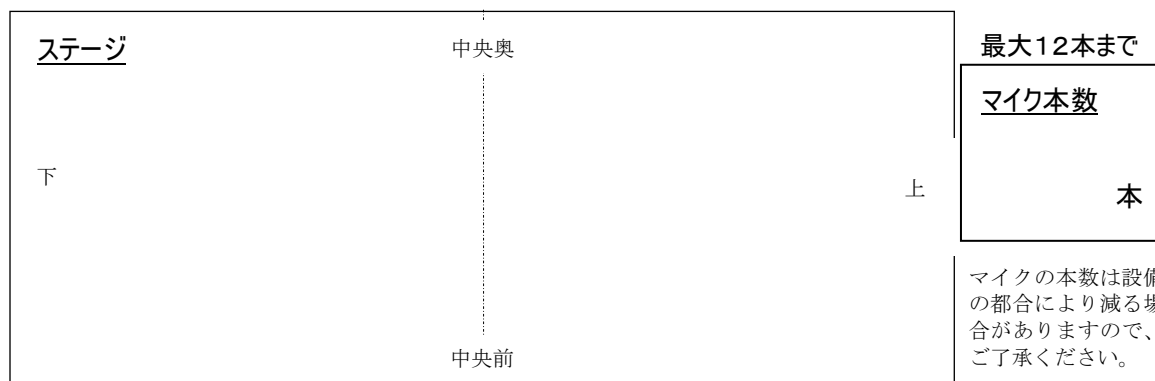 ステージ
中央奥
下
上
中央前
最大12本まで
マイク本数
本
マイクの本数は設備
の都合により減る場
合がありますので、
ご了承ください。